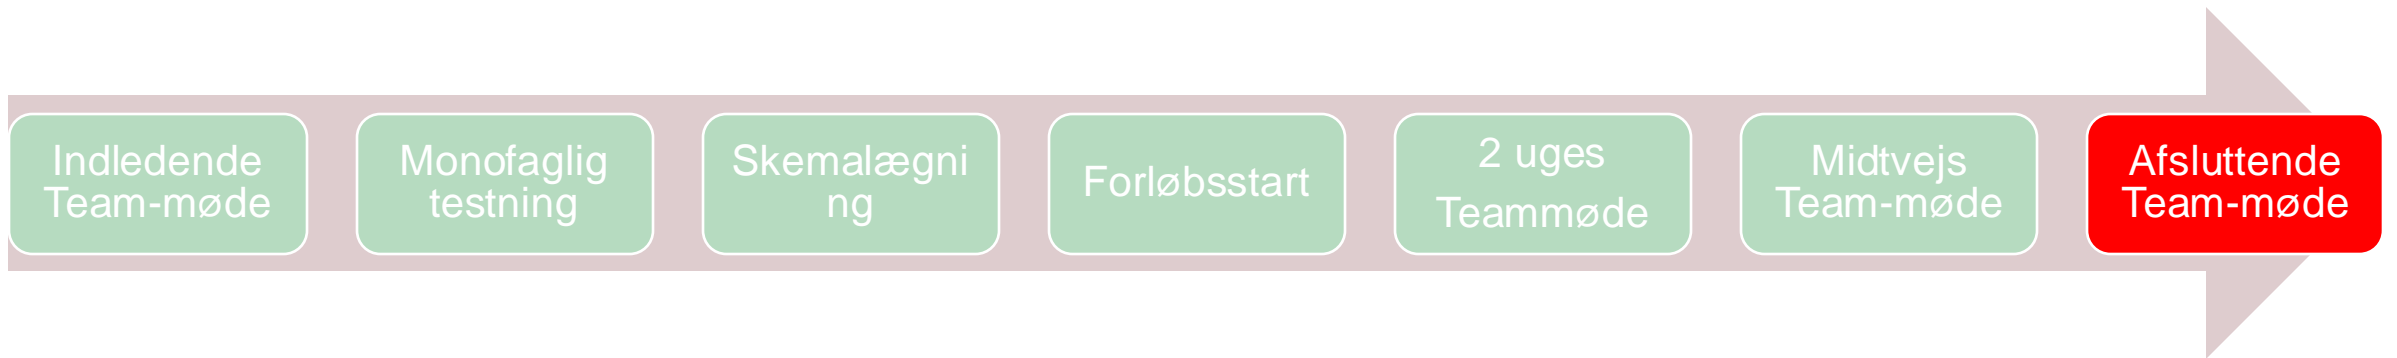 Indledende
Team-møde
Monofaglig
testning
Skemalægni
ng
Forløbsstart
2 uges
Teammøde
Midtvejs
Team-møde
Afsluttende
Team-møde